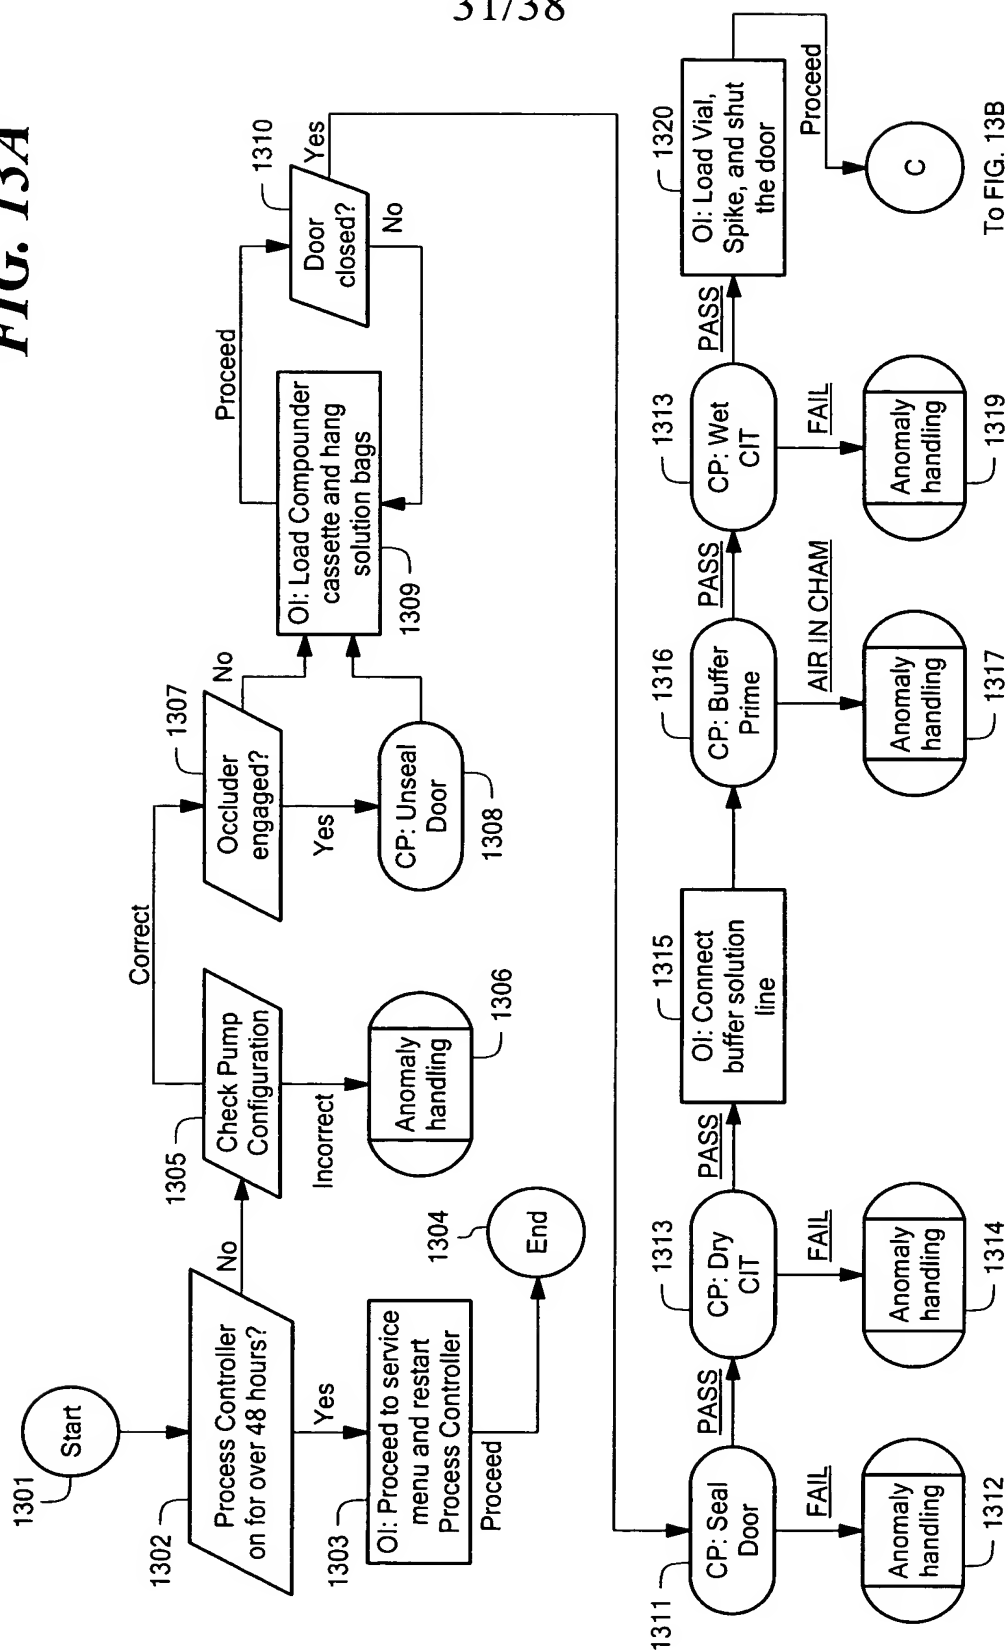 31/38
FIG. 13A
1301
Start
1302
Process Controller
on for over 48 hours?
No
Yes
1303
OI: Proceed to service
menu and restart
Process Controller
Proceed
1304
End
1305
Check Pump
Configuration
Correct
Incorrect
Anomaly
handling
1306
1307
Occluder
engaged?
No
Yes
CP: Unseal
Door
1308
OI: Load Compounder
cassette and hang
solution bags
1309
Proceed
1310
Door
closed?
Yes
No
1311
CP: Seal
Door
PASS
FAIL
Anomaly
handling
1312
1313
CP: Dry
CIT
PASS
FAIL
Anomaly
handling
1314
1315
OI: Connect
buffer solution
line
1316
CP: Buffer
Prime
PASS
AIR IN CHAM
Anomaly
handling
1317
1313
CP: Wet
CIT
PASS
FAIL
Anomaly
handling
1319
1320
OI: Load Vial,
Spike, and shut
the door
Proceed
C
To FIG. 13B